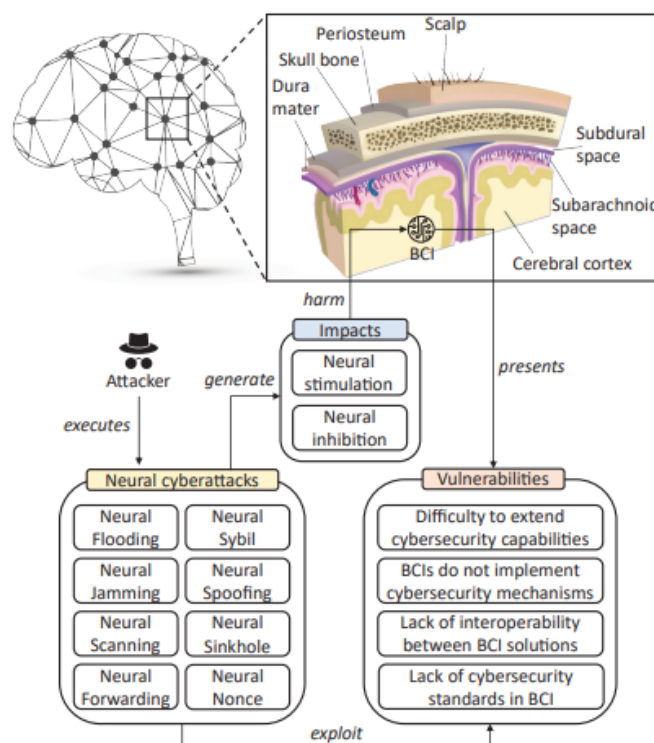 Periosteum
Scalp
Skull bone
Dura
mater
Subdural
space
Subarachnoid
space
BCI
Cerebral cortex
harm
Impacts
Attacker
generate
Neural
stimulation
presents
Neural
inhibition
executes
Neural cyberattacks
Vulnerabilities
Neural
Flooding
Neural
Sybil
Neural
Jamming
Neural
Spoofing
Neural
Scanning
Neural
Sinkhole
Neural
Forwarding
Neural
Nonce
Difficulty to extend
cybersecurity capabilities
BCIs do not implement
cybersecurity mechanisms
Lack of interoperability
between BCI solutions
Lack of cybersecurity
standards in BCI
exploit